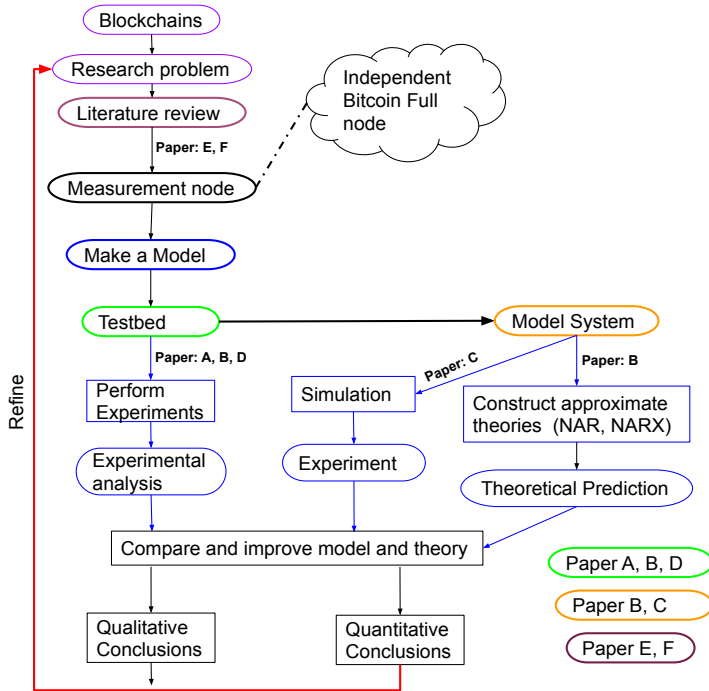 Blockchains
Research problem
Literature review
Independent
Bitcoin Full
node
Paper: E, F
Measurement node
Make a Model
Testbed
Model System
Paper: A, B, D
Paper: C
Paper: B
Perform
Experiments
Simulation
Construct approximate
theories (NAR, NARX)
Refine
Experimental
analysis
Experiment
Theoretical Prediction
Compare and improve model and theory
Paper A, B, D
Paper B, C
Paper E, F
Qualitative
Conclusions
Quantitative
Conclusions